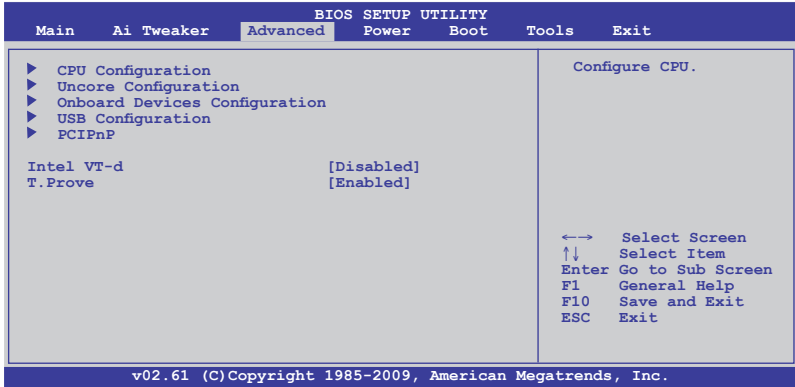 BIOS SETUP UTILITY
Main Ai Tweaker Advanced Power Boot Tools Exit
CPU Configuration
Uncore Configuration
Onboard Devices Configuration
USB Configuration
PCIPnP
Intel VT-d [Disabled]
T.Prove [Enabled]
Configure CPU.
←→ Select Screen
↑↓ Select Item
Enter Go to Sub Screen
F1 General Help
F10 Save and Exit
ESC Exit
v02.61 (C)Copyright 1985-2009, American Megatrends, Inc.